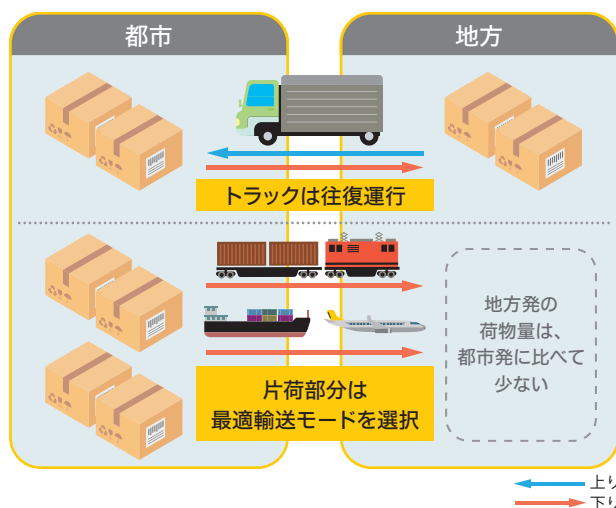 都市
地方
トラックは往復運行
地方発の
荷物量は、
都市発に比べて
少ない
片荷部分は
最適輸送モードを選択
上り
下り